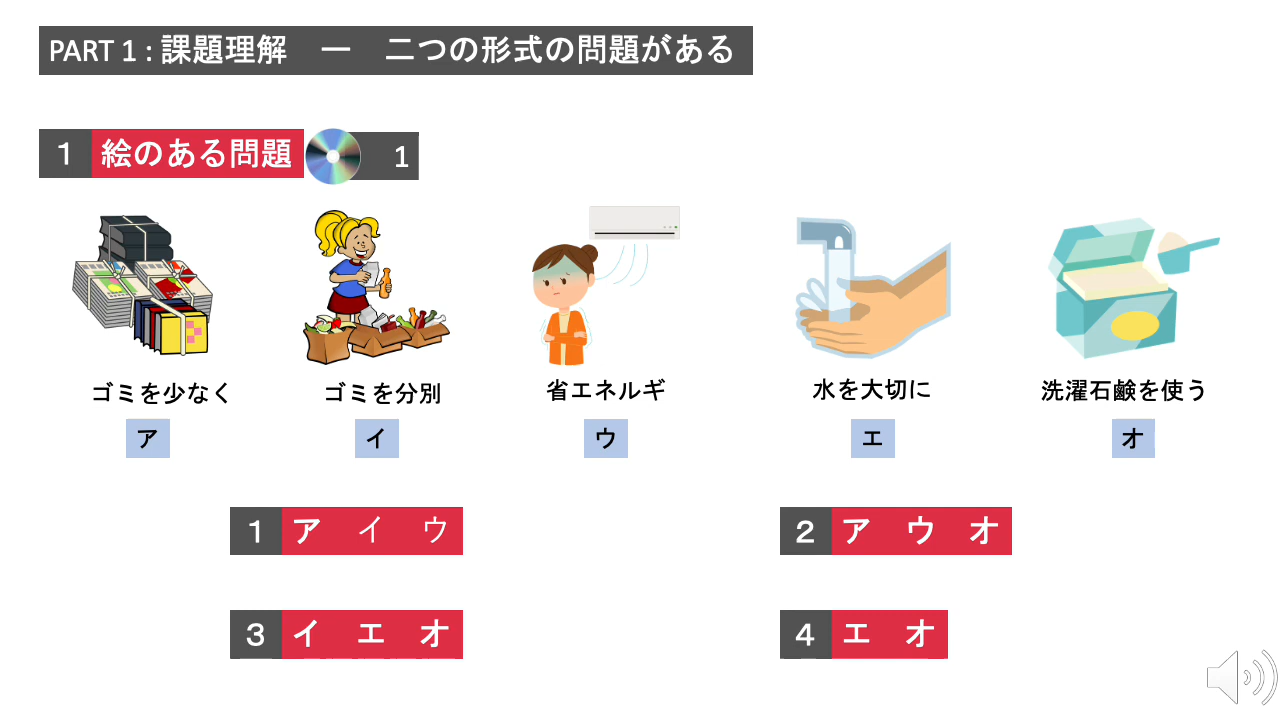 PART 1 : 課題理解　ー　二つの形式の問題がある
1 絵のある問題 1
ゴミを少なく
ゴミを分別
省エネルギ
水を大切に
洗濯石鹸を使う
ア
イ
ウ
エ
オ
1 ア　イ　ウ
2 ア　ウ　オ
3 イ　エ　オ
4 エ　オ